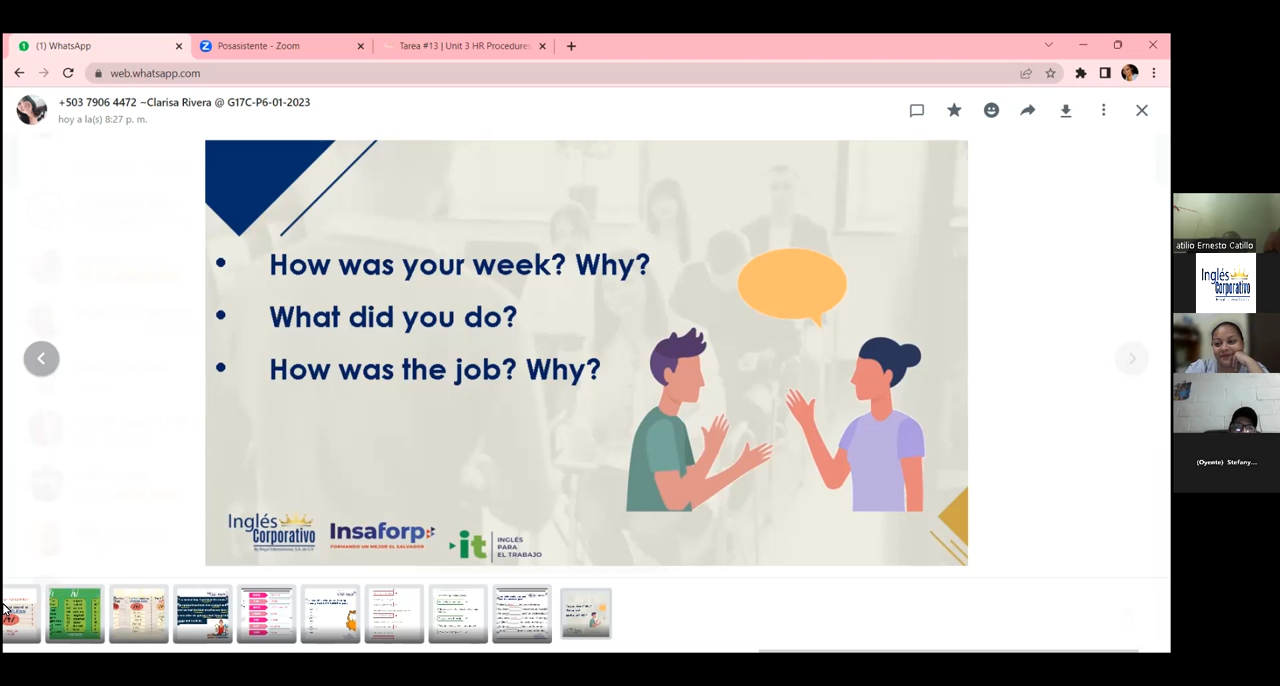 (1) WhatsApp
Posasistente - Zoom
Tarea #13 | Unit 3 HR Procedures
web.whatsapp.com
+503 7906 4472 ~Clarisa Rivera @ G17C-P6-01-2023
hoy a la(s) 8:27 p. m.
• How was your week? Why?
• What did you do?
• How was the job? Why?
Inglés
Corporativo
Insaforp
FORMANDO UN MEJOR EL SALVADOR
it
INGLÉS
PARA
EL TRABAJO
atilio Ernesto Catillo
Inglés
Corporativo
(Oyente) Stefany...